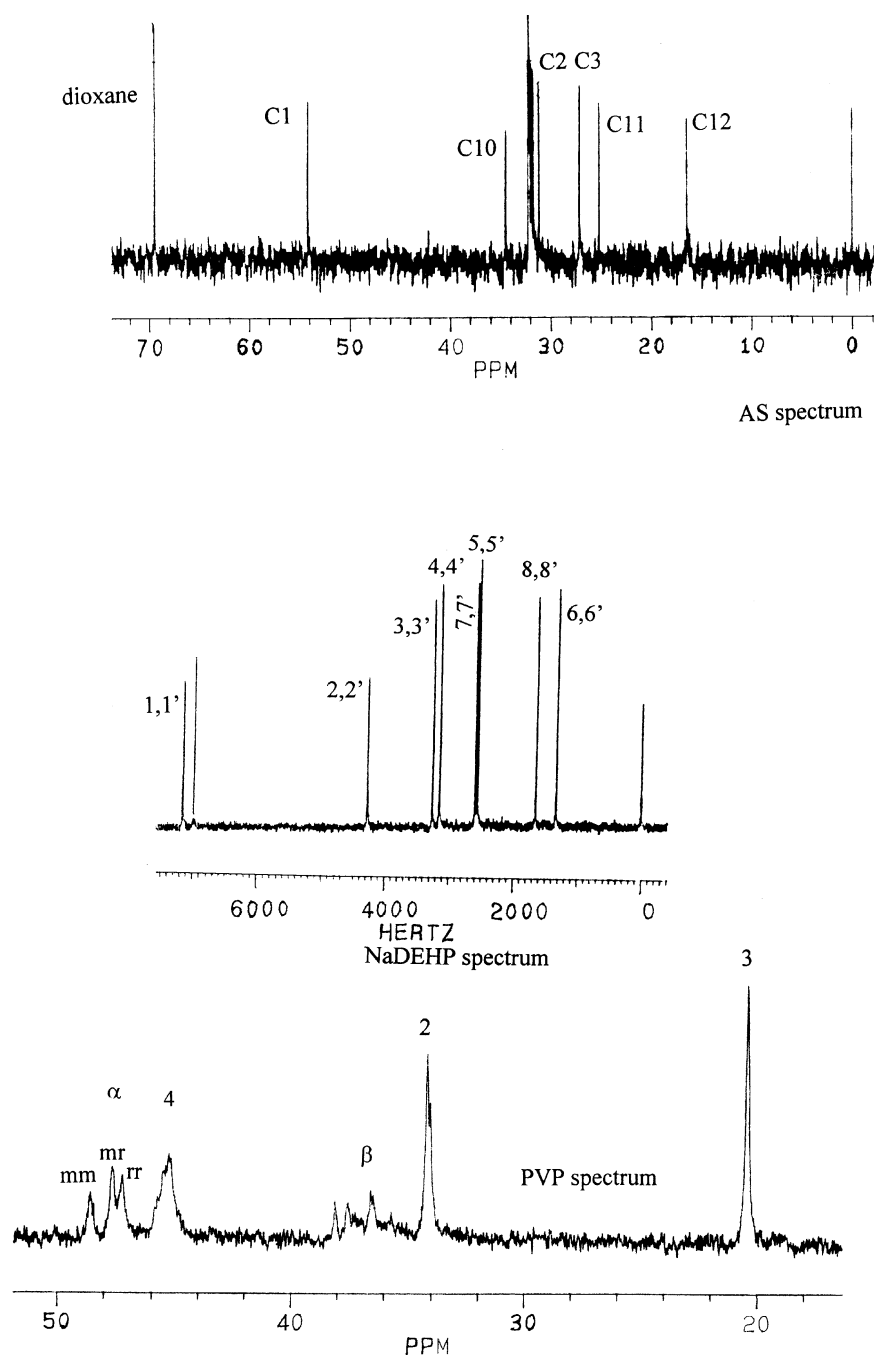 dioxane
C1
C10
C2 C3
C11
C12
70 60 50 40 30 20 10 0
PPM
AS spectrum
1,1’
2,2’
3,3’
4,4’
7,7’
5,5’
8,8’
6,6’
6000 4000 2000 0
HERTZ
NaDEHP spectrum
mm
α
mr
rr
4
β
2
PVP spectrum
3
50 40 30 20
PPM